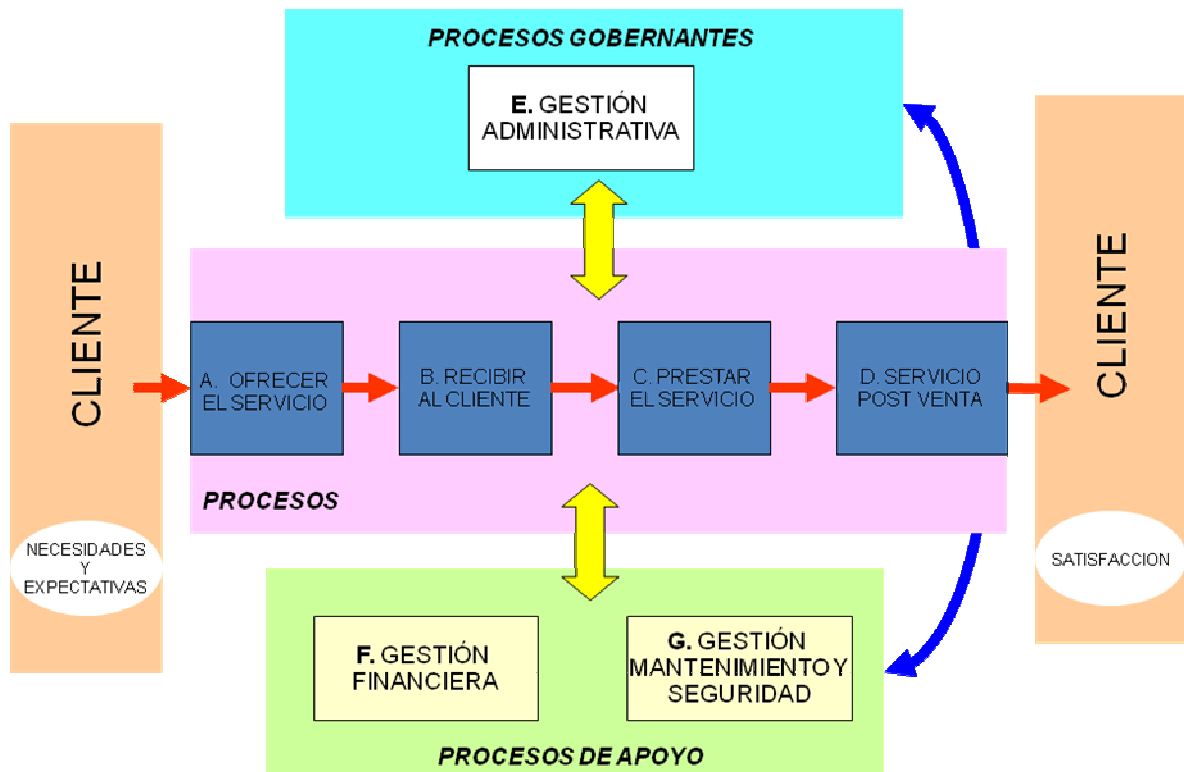 PROCESOS GOBERNANTES
E. GESTIÓN
ADMINISTRATIVA
CLIENTE
NECESIDADES
Y
EXPECTATIVAS
A. OFRECER
EL SERVICIO
B. RECIBIR
AL CLIENTE
C. PRESTAR
EL SERVICIO
D. SERVICIO
POST VENTA
PROCESOS
CLIENTE
SATISFACCION
F. GESTIÓN
FINANCIERA
G. GESTIÓN
MANTENIMIENTO Y
SEGURIDAD
PROCESOS DE APOYO